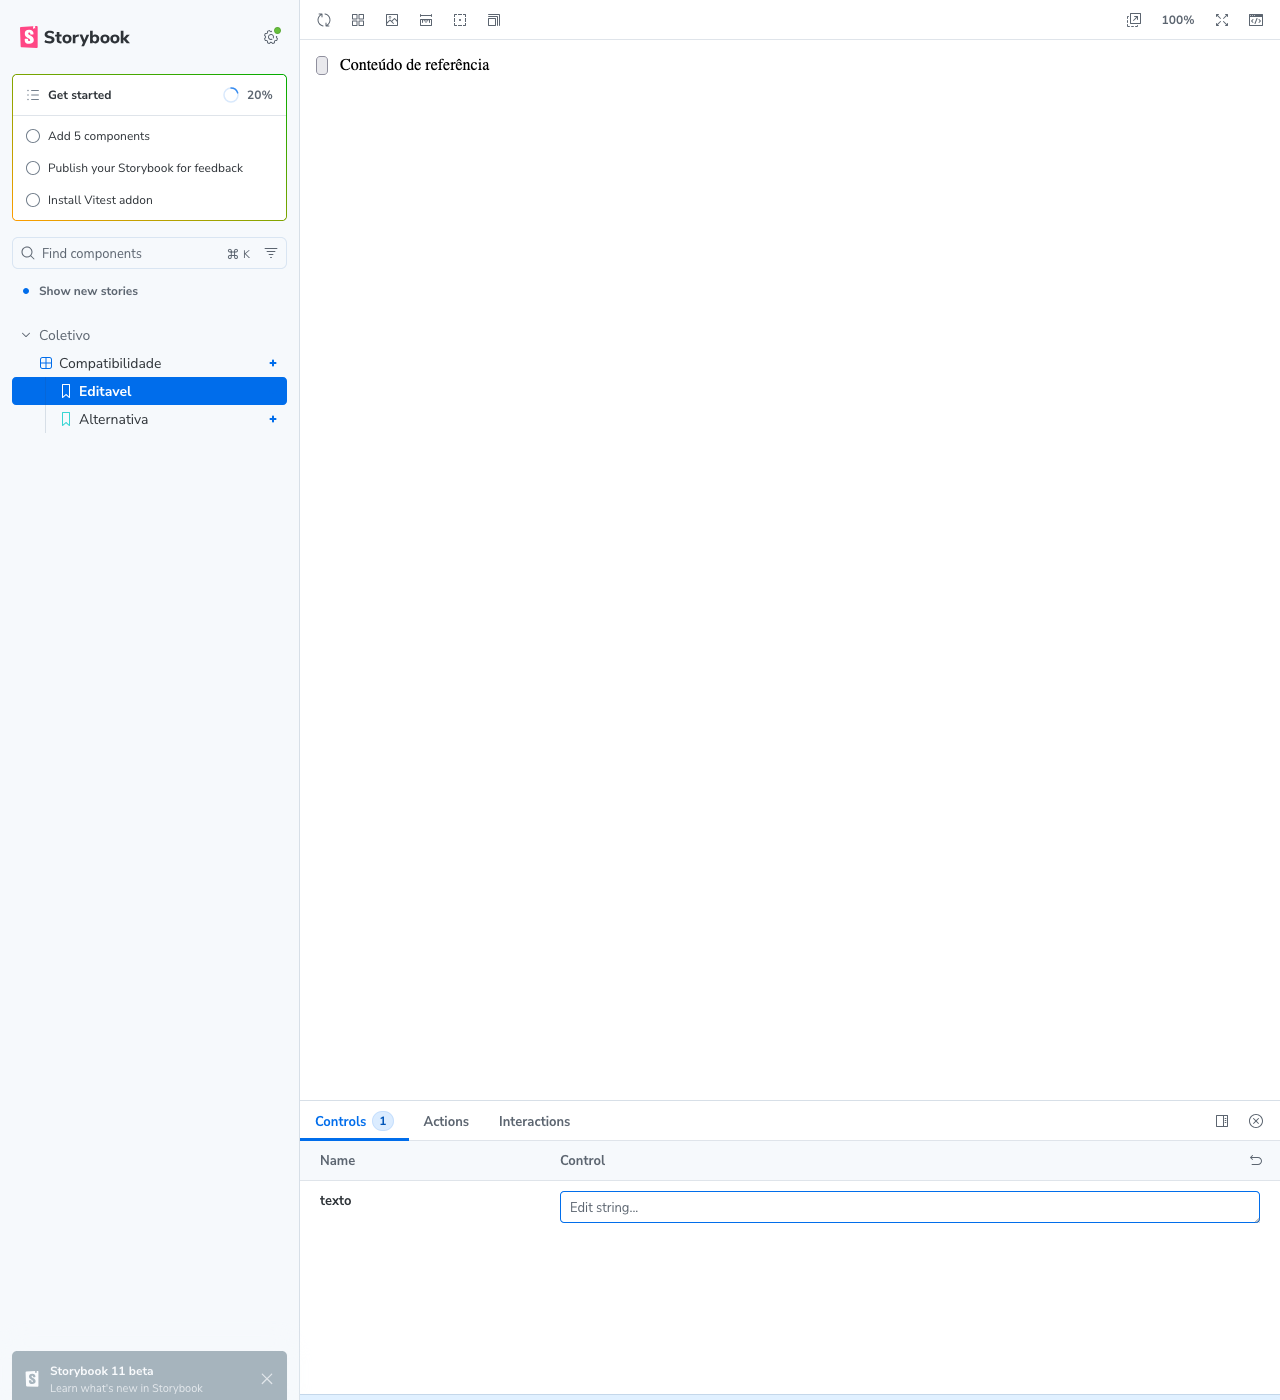 Storybook
Get started
20%
Add 5 components
Publish your Storybook for feedback
Install Vitest addon
Find components
⌘ K
Show new stories
Coletivo
Compatibilidade
Editavel
Alternativa
Storybook 11 beta
Learn what's new in Storybook
100%
Conteúdo de referência
Controls 1
Actions
Interactions
Name
Control
texto
Edit string...